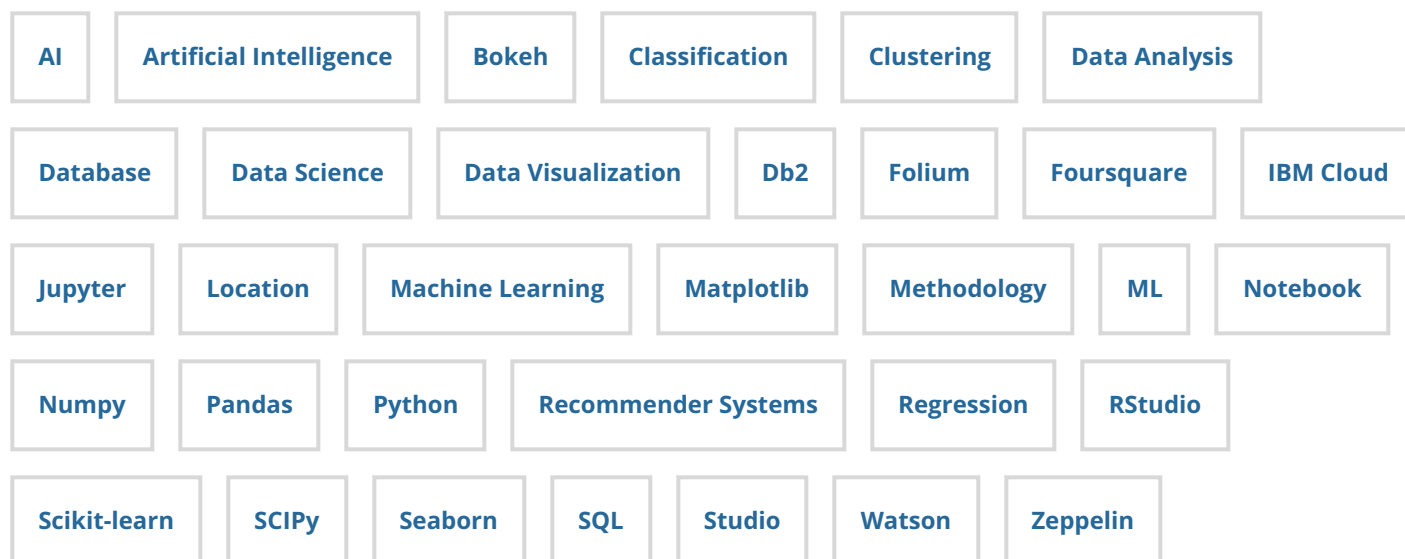 AI Artificial Intelligence Bokeh Classification Clustering Data Analysis
Database Data Science Data Visualization Db2 Folium Foursquare IBM Cloud
Jupyter Location Machine Learning Matplotlib Methodology ML Notebook
Numpy Pandas Python Recommender Systems Regression RStudio
Scikit-learn SCIPy Seaborn SQL Studio Watson Zeppelin